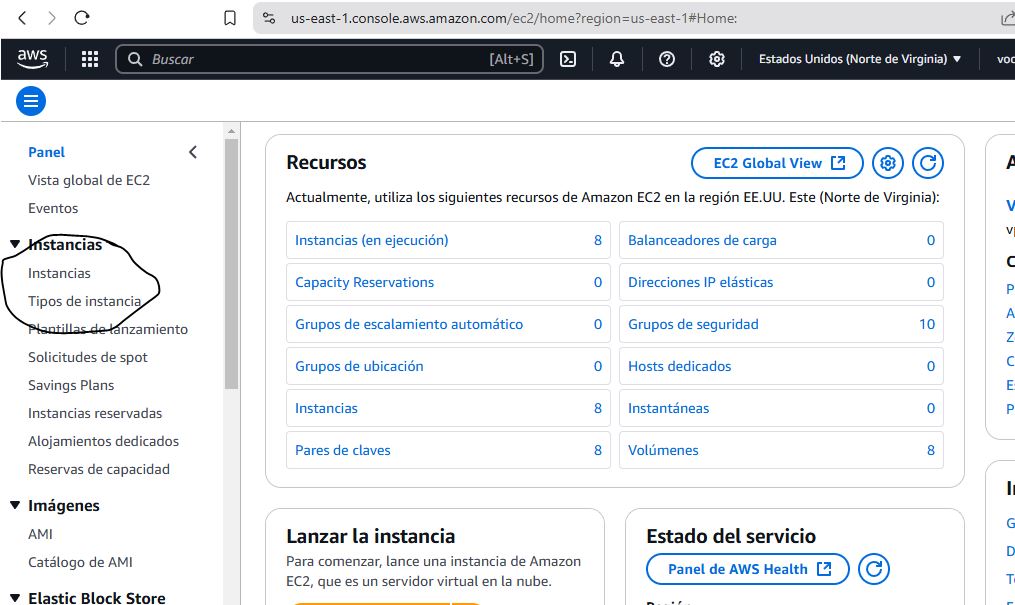 us-east-1.console.aws.amazon.com/ec2/home?region=us-east-1#Home:
aws
Buscar
[Alt+S]
Estados Unidos (Norte de Virginia)
Panel
Vista global de EC2
Eventos
Instancias
Instancias
Tipos de instancia
Plantillas de lanzamiento
Solicitudes de spot
Savings Plans
Instancias reservadas
Alojamientos dedicados
Reservas de capacidad
Imágenes
AMI
Catálogo de AMI
Elastic Block Store
Recursos
EC2 Global View
Actualmente, utiliza los siguientes recursos de Amazon EC2 en la región EE.UU. Este (Norte de Virginia):
Instancias (en ejecución) 8
Balanceadores de carga 0
Capacity Reservations 0
Direcciones IP elásticas 0
Grupos de escalamiento automático 0
Grupos de seguridad 10
Grupos de ubicación 0
Hosts dedicados 0
Instancias 8
Instantáneas 0
Pares de claves 8
Volúmenes 8
Lanzar la instancia
Para comenzar, lance una instancia de Amazon
EC2, que es un servidor virtual en la nube.
Estado del servicio
Panel de AWS Health